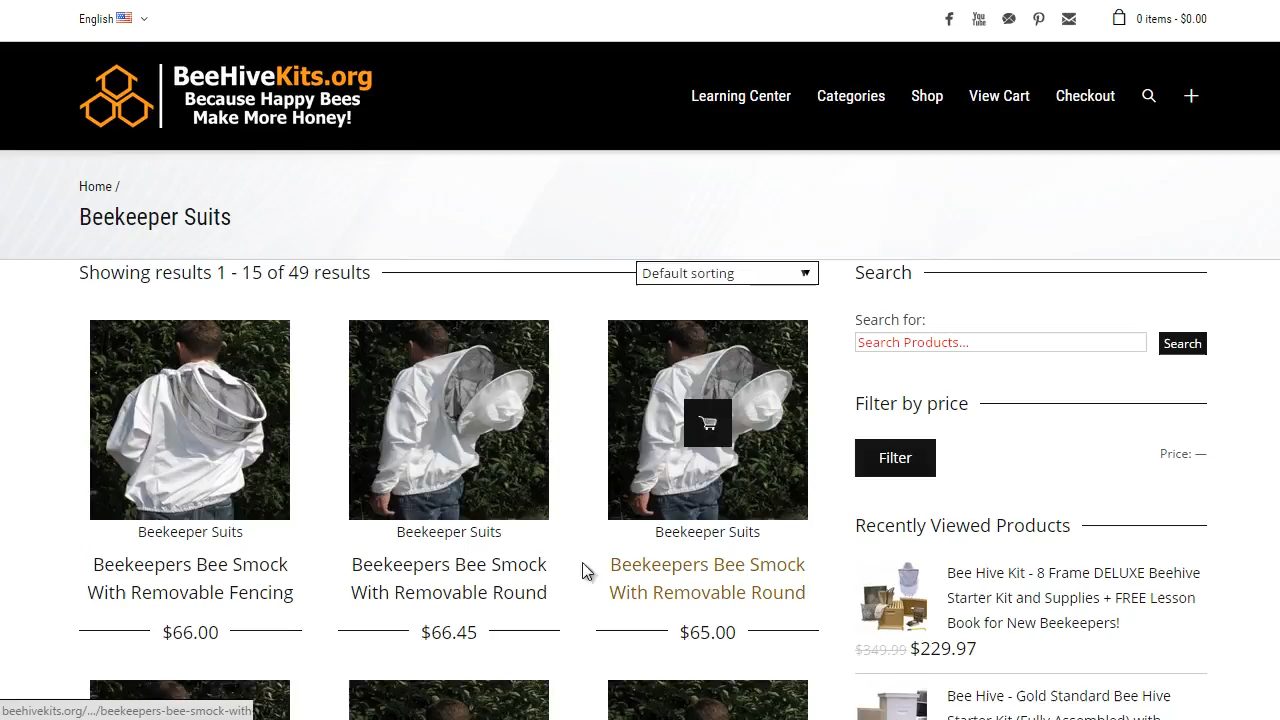 English
0 items - $0.00
BeeHiveKits.org
Because Happy Bees
Make More Honey!
Learning Center
Categories
Shop
View Cart
Checkout
Home /
Beekeeper Suits
Showing results 1 - 15 of 49 results
Default sorting
Beekeeper Suits
Beekeepers Bee Smock
With Removable Fencing
$66.00
Beekeeper Suits
Beekeepers Bee Smock
With Removable Round
$66.45
Beekeeper Suits
Beekeepers Bee Smock
With Removable Round
$65.00
Search
Search for:
Search Products...
Search
Filter by price
Filter
Price: —
Recently Viewed Products
Bee Hive Kit - 8 Frame DELUXE Beehive
Starter Kit and Supplies + FREE Lesson
Book for New Beekeepers!
$349.99 $229.97
Bee Hive - Gold Standard Bee Hive
Starter Kit (Fully Assembled) with
beehivekits.org/.../beekeepers-bee-smock-with